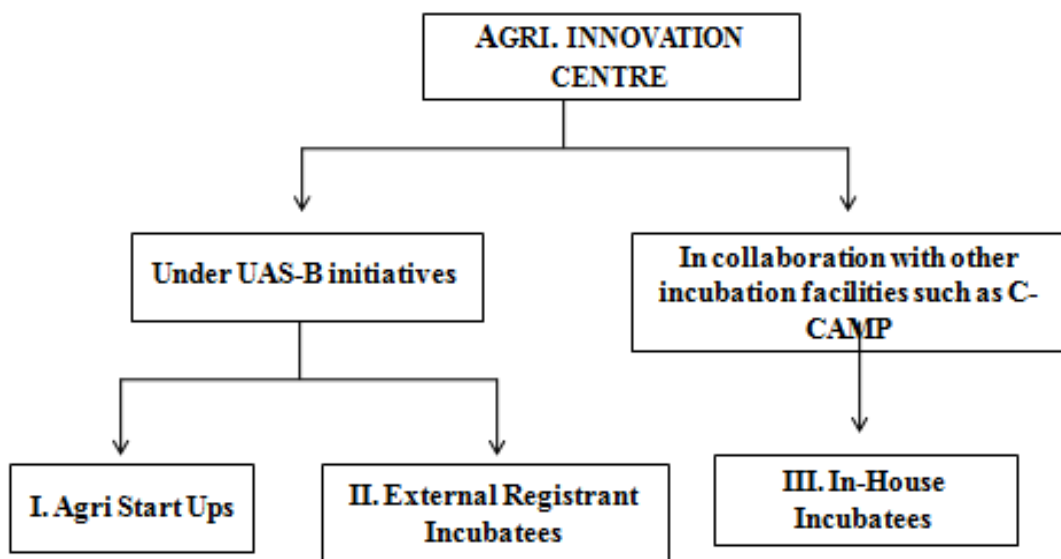 AGRI. INNOVATION
CENTRE
Under UAS-B initiatives
In collaboration with other
incubation facilities such as C-
CAMP
I. Agri Start Ups
II. External Registrant
Incubatees
III. In-House
Incubatees